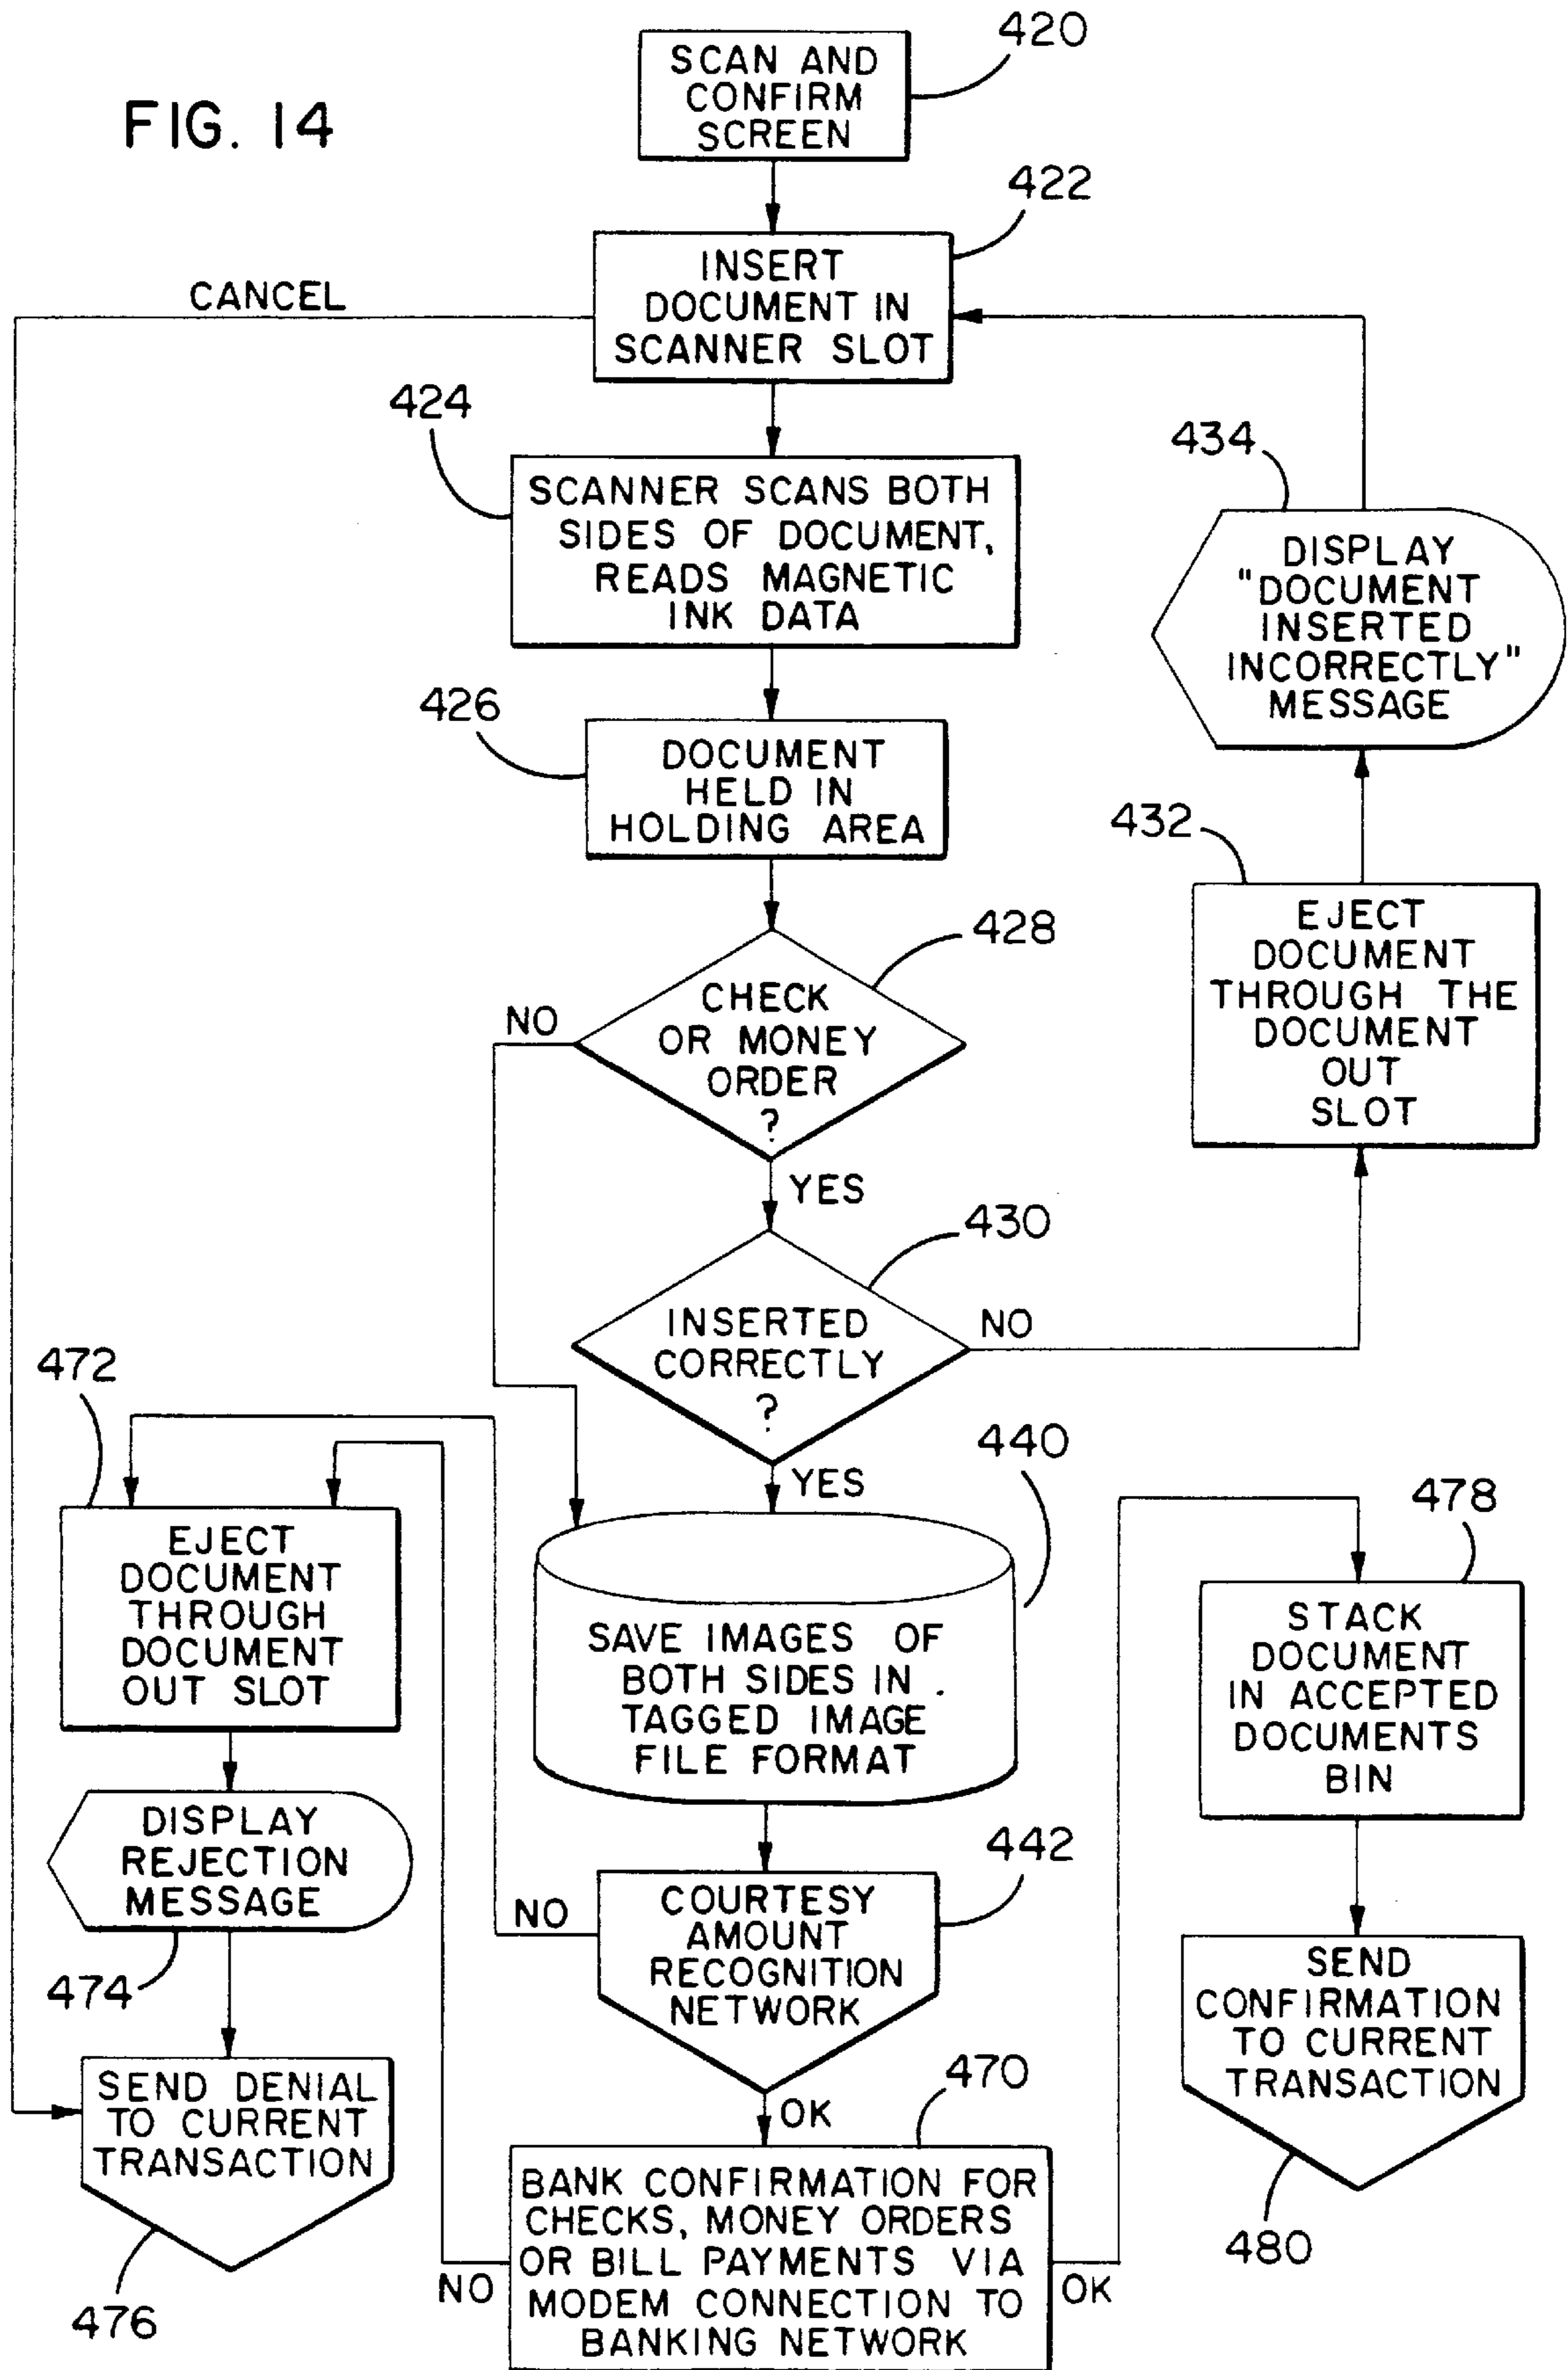 FIG. 14
420
SCAN AND
CONFIRM
SCREEN
422
INSERT
DOCUMENT IN
SCANNER SLOT
CANCEL
424
SCANNER SCANS BOTH
SIDES OF DOCUMENT,
READS MAGNETIC
INK DATA
434
DISPLAY
"DOCUMENT
INSERTED
INCORRECTLY"
MESSAGE
426
DOCUMENT
HELD IN
HOLDING AREA
432
EJECT
DOCUMENT
THROUGH THE
DOCUMENT
OUT
SLOT
428
CHECK
OR MONEY
ORDER
?
NO
YES
430
INSERTED
CORRECTLY
?
NO
YES
472
EJECT
DOCUMENT
THROUGH
DOCUMENT
OUT SLOT
440
SAVE IMAGES OF
BOTH SIDES IN
TAGGED IMAGE
FILE FORMAT
478
STACK
DOCUMENT
IN ACCEPTED
DOCUMENTS
BIN
DISPLAY
REJECTION
MESSAGE
474
442
COURTESY
AMOUNT
RECOGNITION
NETWORK
NO
OK
SEND
CONFIRMATION
TO CURRENT
TRANSACTION
480
SEND DENIAL
TO CURRENT
TRANSACTION
476
470
BANK CONFIRMATION FOR
CHECKS, MONEY ORDERS
OR BILL PAYMENTS VIA
MODEM CONNECTION TO
BANKING NETWORK
NO
OK